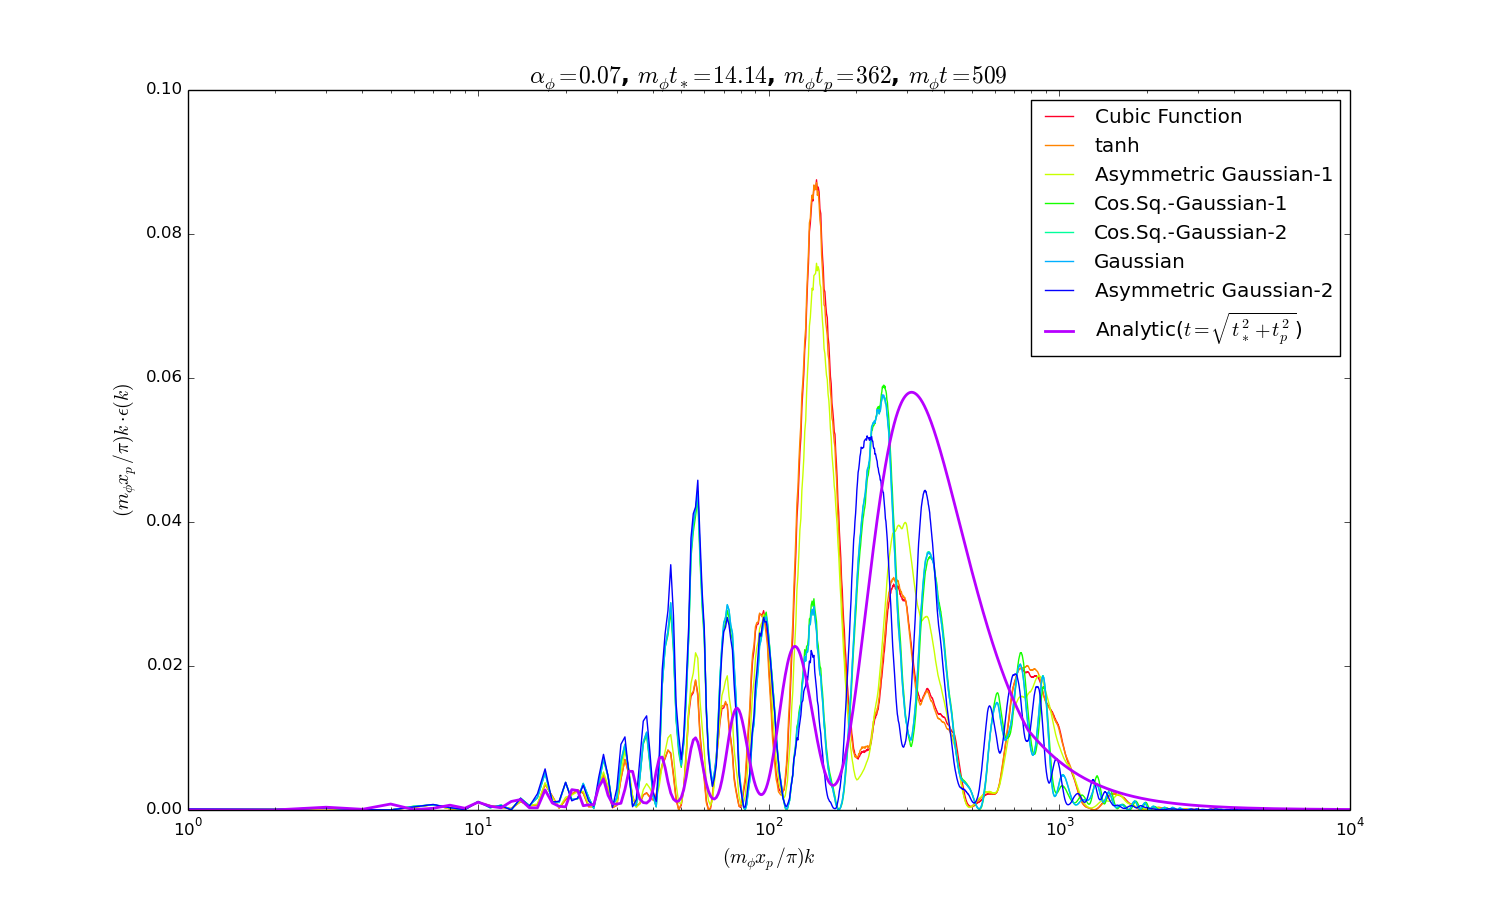 α_ϕ=0.07, m_ϕt_*=14.14, m_ϕt_p=362, m_ϕt=509
0.10
0.08
0.06
0.04
0.02
0.00
(m_ϕx_p/π)k·ϵ(k)
Cubic Function
tanh
Asymmetric Gaussian-1
Cos.Sq.-Gaussian-1
Cos.Sq.-Gaussian-2
Gaussian
Asymmetric Gaussian-2
Analytic(t=√(t_*^2+t_p^2))
10^0 10^1 10^2 10^3 10^4
(m_ϕx_p/π)k